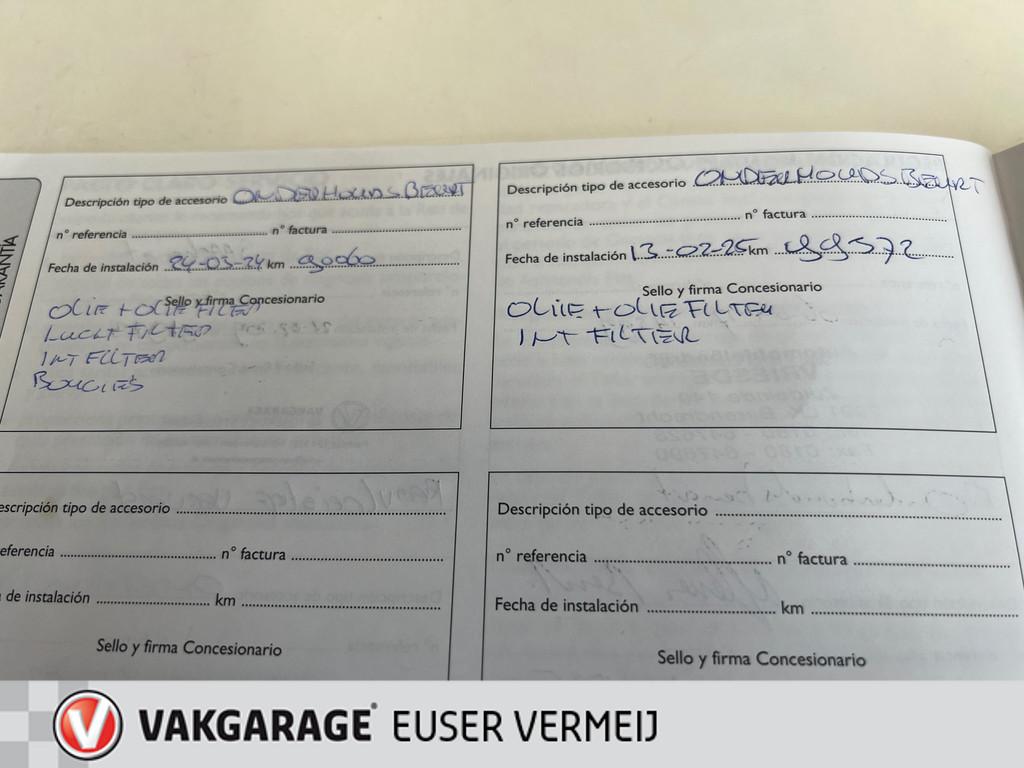 Descripción tipo de accesorio ONDERHOUDSBEURT
n° referencia n° factura
Fecha de instalación 24-05-24 km 90060
Sello y firma Concesionario
OLIE + OLIE FILTER
LUCHT FILTER
INT FILTER
BOUGIES
Descripción tipo de accesorio ONDERHOUDSBEURT
n° referencia n° factura
Fecha de instalación 13-02-25 km 99572
Sello y firma Concesionario
OLIE + OLIE FILTER
INT FILTER
escripción tipo de accesorio
eferencia n° factura
de instalación km
Sello y firma Concesionario
Descripción tipo de accesorio
n° referencia n° factura
Fecha de instalación km
Sello y firma Concesionario
VAKGARAGE EUSER VERMEIJ